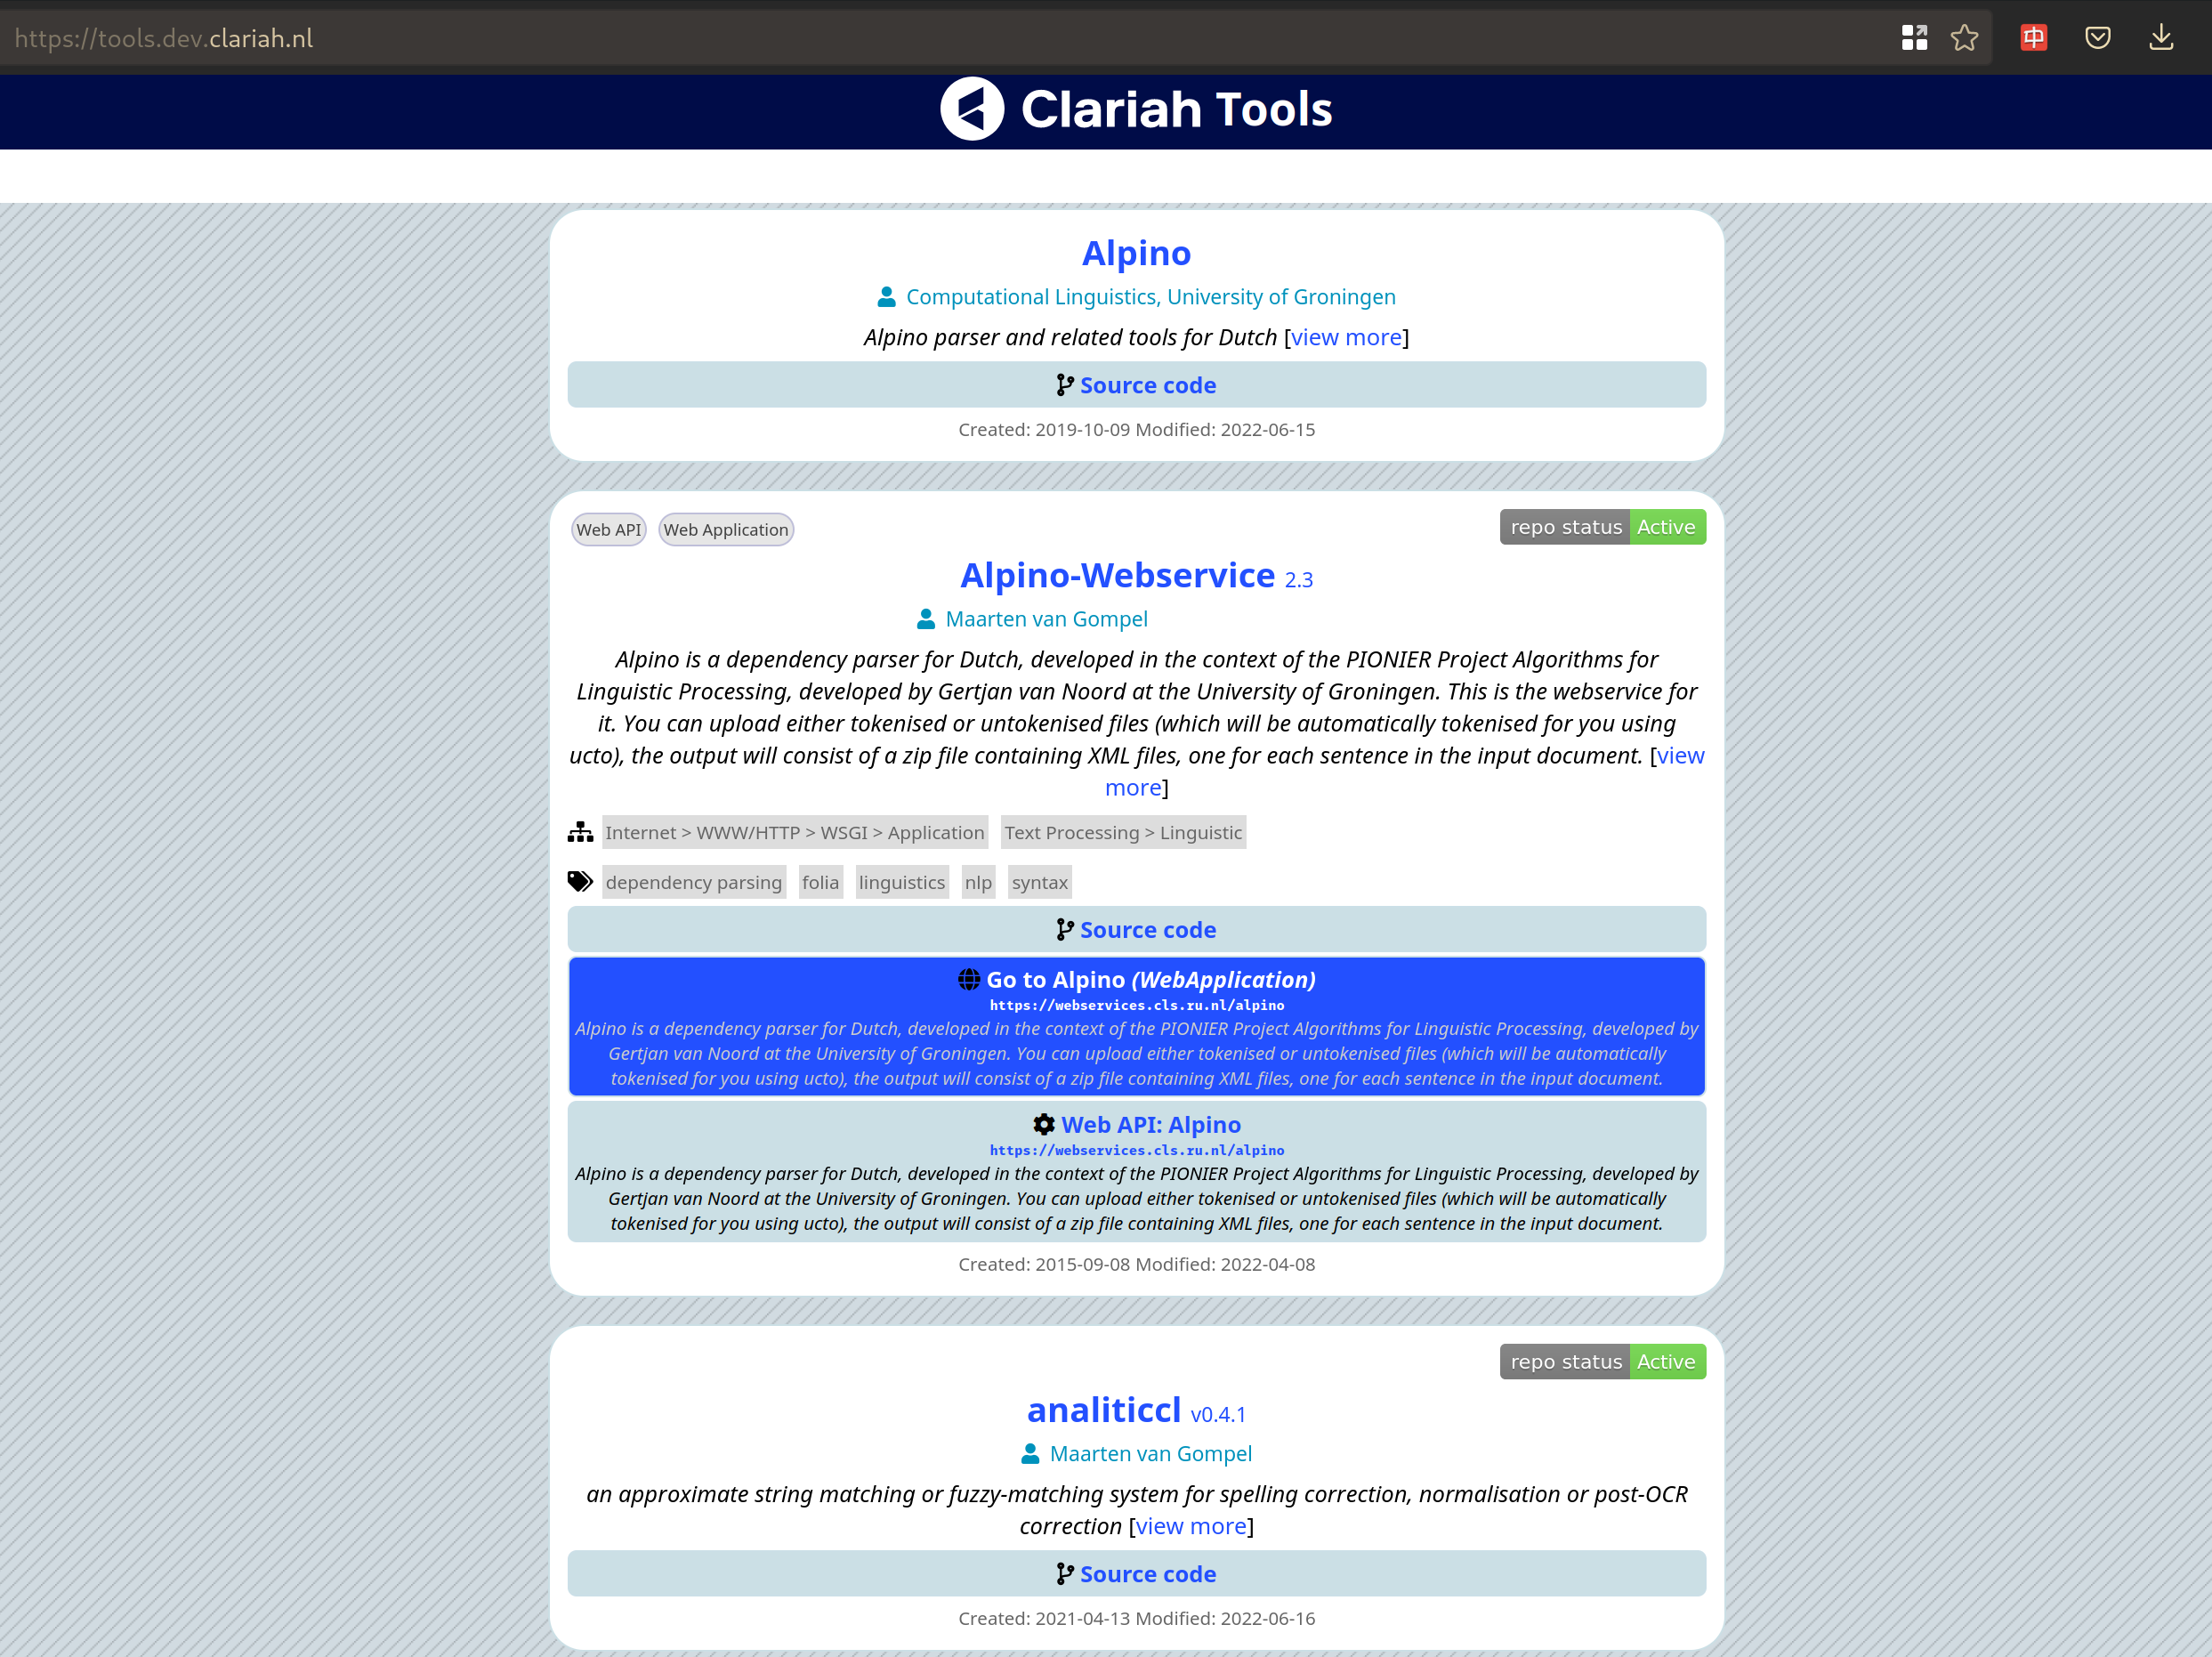 https://tools.dev.clariah.nl
中
Clariah Tools
Alpino
Computational Linguistics, University of Groningen
Alpino parser and related tools for Dutch [view more]
Source code
Created: 2019-10-09 Modified: 2022-06-15
Web API Web Application repo status Active
Alpino-Webservice 2.3
Maarten van Gompel
Alpino is a dependency parser for Dutch, developed in the context of the PIONIER Project Algorithms for
Linguistic Processing, developed by Gertjan van Noord at the University of Groningen. This is the webservice for
it. You can upload either tokenised or untokenised files (which will be automatically tokenised for you using
ucto), the output will consist of a zip file containing XML files, one for each sentence in the input document. [view
more]
Internet > WWW/HTTP > WSGI > Application Text Processing > Linguistic
dependency parsing folia linguistics nlp syntax
Source code
Go to Alpino (WebApplication)
https://webservices.cls.ru.nl/alpino
Alpino is a dependency parser for Dutch, developed in the context of the PIONIER Project Algorithms for Linguistic Processing, developed by
Gertjan van Noord at the University of Groningen. You can upload either tokenised or untokenised files (which will be automatically
tokenised for you using ucto), the output will consist of a zip file containing XML files, one for each sentence in the input document.
Web API: Alpino
https://webservices.cls.ru.nl/alpino
Alpino is a dependency parser for Dutch, developed in the context of the PIONIER Project Algorithms for Linguistic Processing, developed by
Gertjan van Noord at the University of Groningen. You can upload either tokenised or untokenised files (which will be automatically
tokenised for you using ucto), the output will consist of a zip file containing XML files, one for each sentence in the input document.
Created: 2015-09-08 Modified: 2022-04-08
repo status Active
analiticcl v0.4.1
Maarten van Gompel
an approximate string matching or fuzzy-matching system for spelling correction, normalisation or post-OCR
correction [view more]
Source code
Created: 2021-04-13 Modified: 2022-06-16